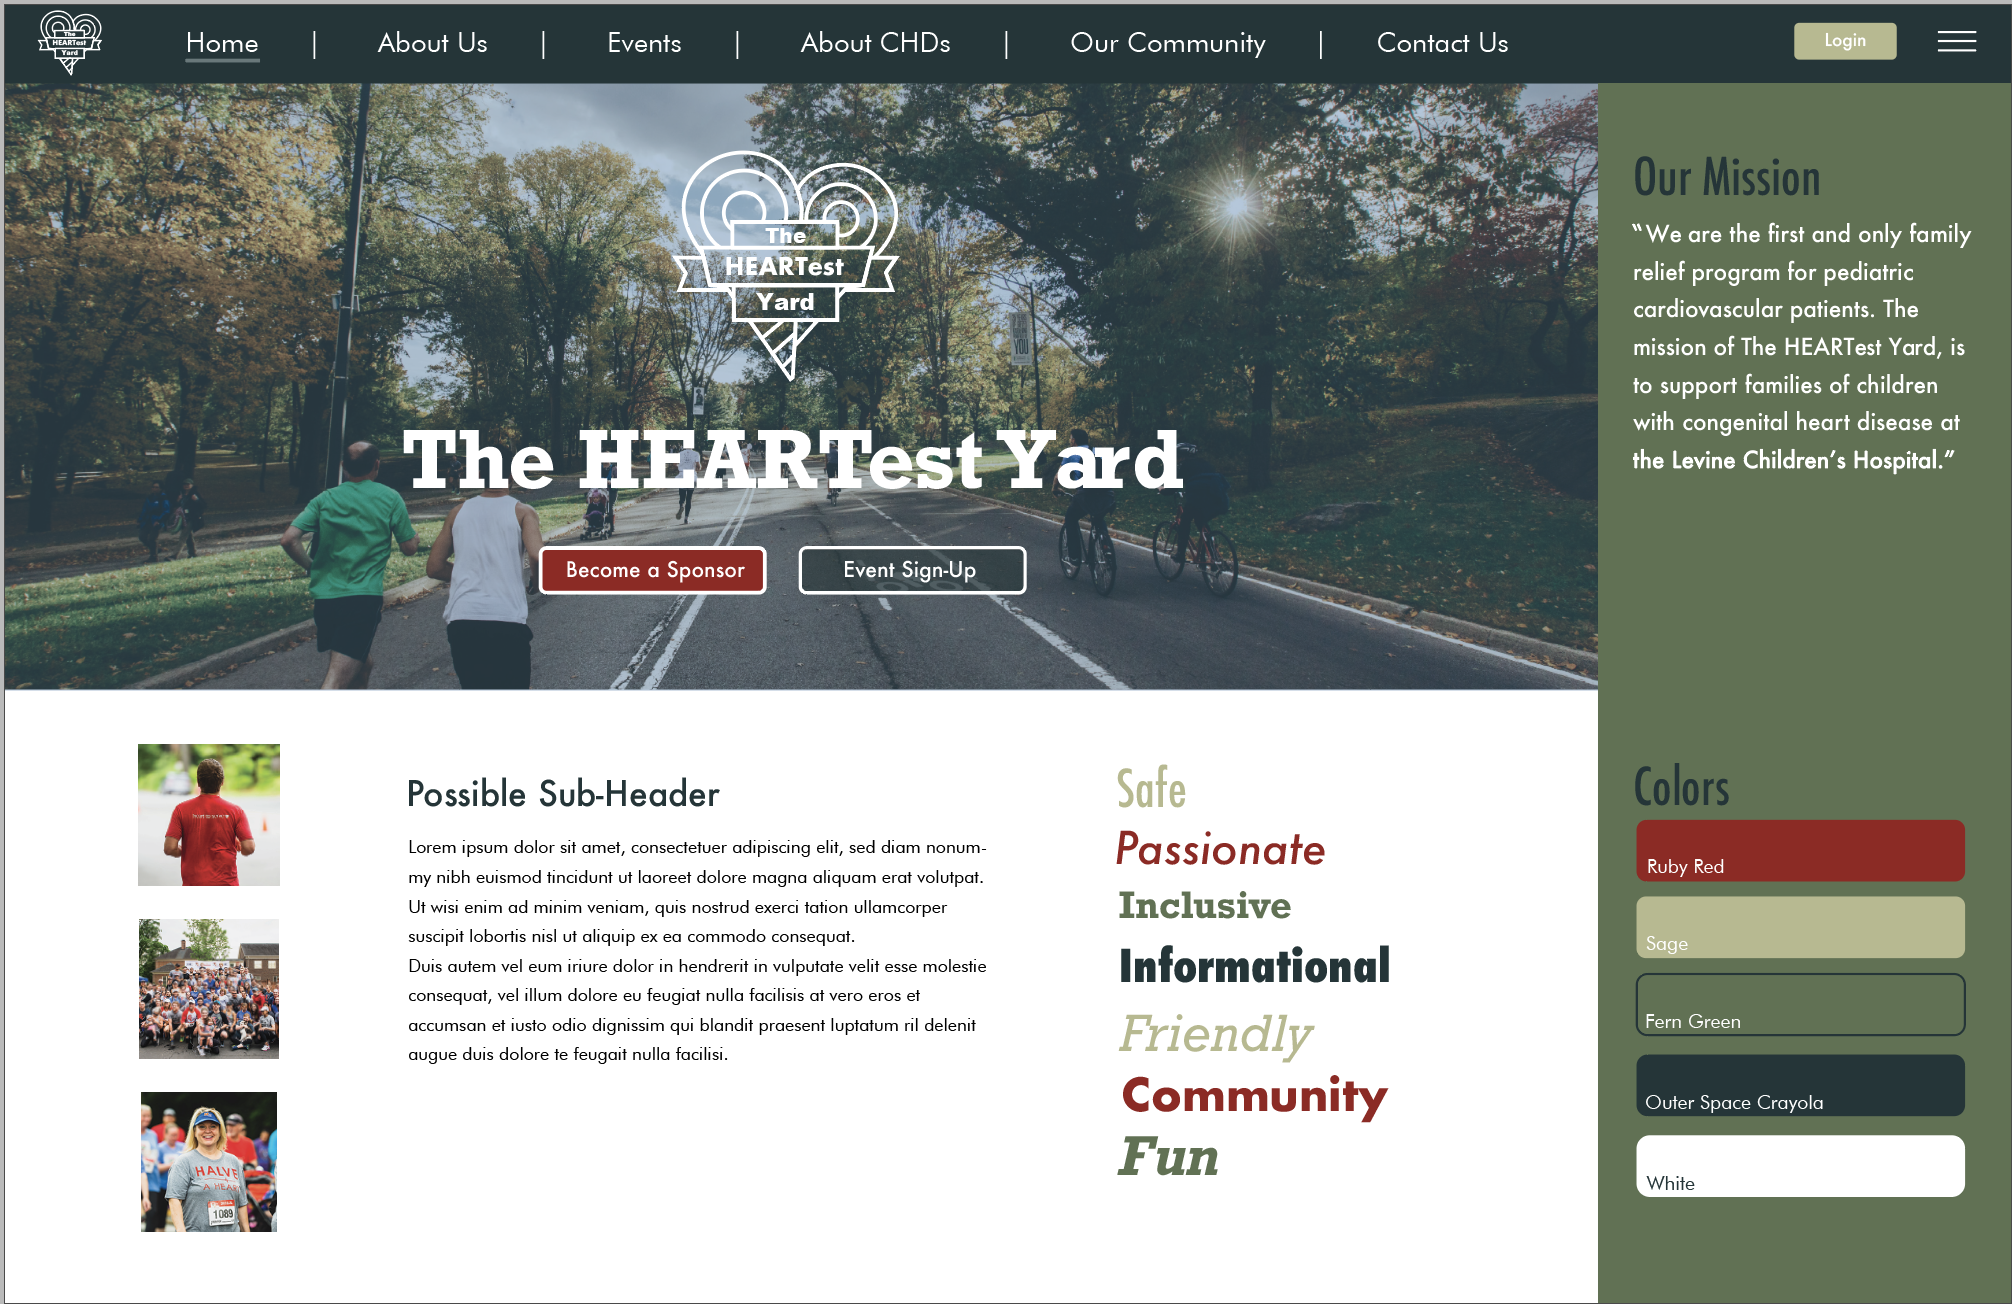 The
HEARTest
Yard
Home | About Us | Events | About CHDs | Our Community | Contact Us
Login
The
HEARTest
Yard
YOU
The HEARTest Yard
Become a Sponsor
Event Sign-Up
Our Mission
“We are the first and only family
relief program for pediatric
cardiovascular patients. The
mission of The HEARTest Yard, is
to support families of children
with congenital heart disease at
the Levine Children’s Hospital.”
Possible Sub-Header
Lorem ipsum dolor sit amet, consectetuer adipiscing elit, sed diam nonum-
my nibh euismod tincidunt ut laoreet dolore magna aliquam erat volutpat.
Ut wisi enim ad minim veniam, quis nostrud exerci tation ullamcorper
suscipit lobortis nisl ut aliquip ex ea commodo consequat.
Duis autem vel eum iriure dolor in hendrerit in vulputate velit esse molestie
consequat, vel illum dolore eu feugiat nulla facilisis at vero eros et
accumsan et iusto odio dignissim qui blandit praesent luptatum ril delenit
augue duis dolore te feugait nulla facilisi.
HALVE
A HEART
1089
Safe
Passionate
Inclusive
Informational
Friendly
Community
Fun
Colors
Ruby Red
Sage
Fern Green
Outer Space Crayola
White